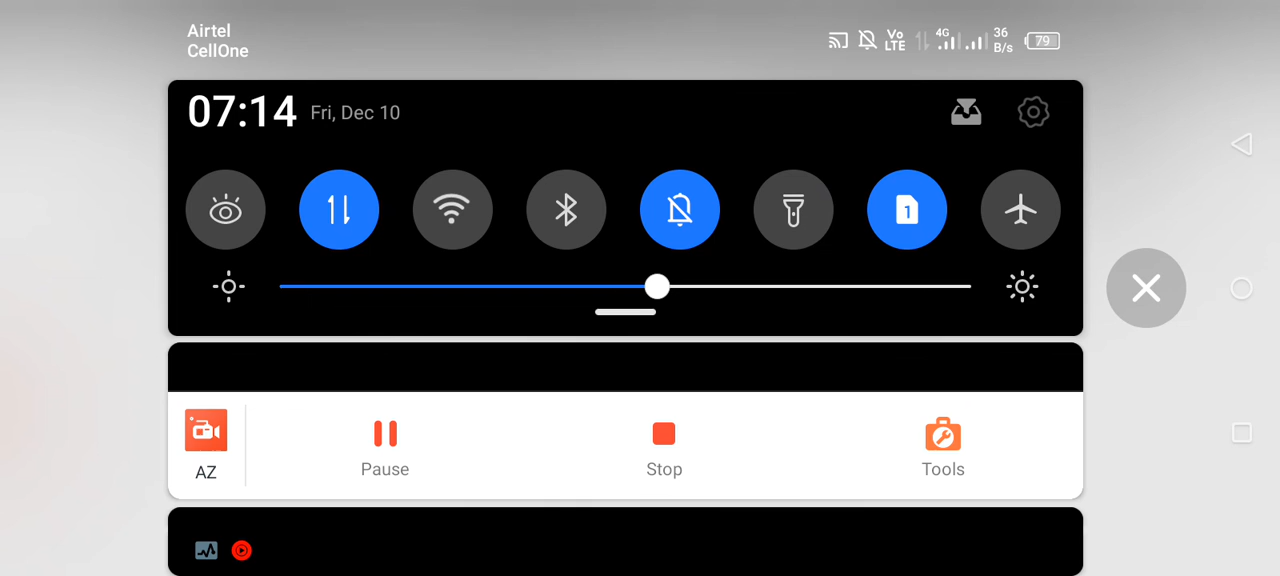 Airtel
CellOne
Vo
LTE
4G
36
B/s
79
07:14 Fri, Dec 10
1
AZ
Pause
Stop
Tools